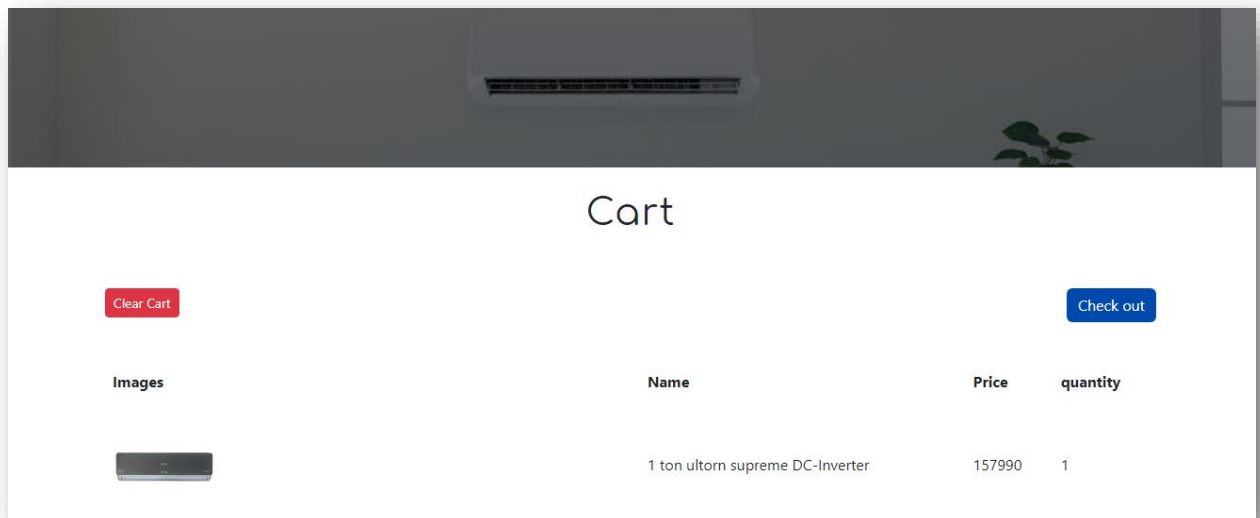 Cart
Clear Cart
Check out
Images Name Price quantity
1 ton ultorn supreme DC-Inverter 157990 1